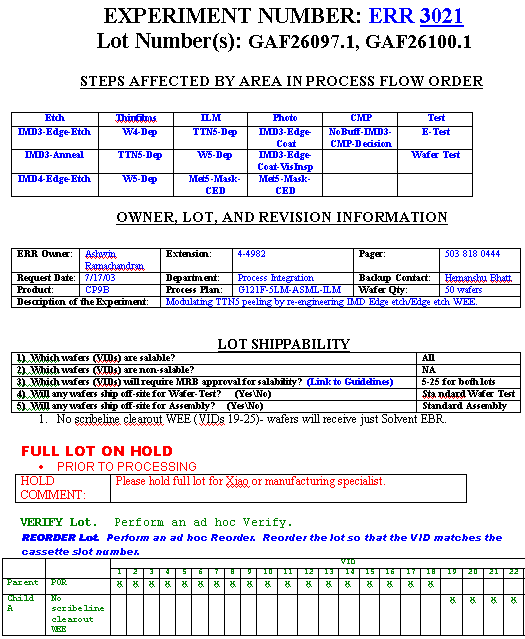 EXPERIMENT NUMBER: ERR 3021
Lot Number(s): GAF26097.1, GAF26100.1
STEPS AFFECTED BY AREA IN PROCESS FLOW ORDER
Etch Thinfilms ILM Photo CMP Test
IMD3-Edge-Etch W4-Dep TTN5-Dep IMD3-Edge-Coat NoBuff-IMD3-CMP-Decision E-Test
IMD3-Anneal TTN5-Dep W5-Dep IMD3-Edge-Coat-VisInsp Wafer Test
IMD4-Edge-Etch W5-Dep Met5-Mask-CED Met5-Mask-CED
OWNER, LOT, AND REVISION INFORMATION
ERR Owner: Ashwin Ramachandran Extension: 4-4982 Pager: 503 818 0444
Request Date: 7/17/03 Department: Process Integration Backup Contact: Hemanshu Bhatt
Product: CP9B Process Plan: G121F-5LM-ASML-ILM Wafer Qty: 50 wafers
Description of the Experiment: Modulating TTN5 peeling by re-engineering IMD Edge etch/Edge etch WEE.
LOT SHIPPABILITY
1) Which wafers (VIDs) are salable? All
2) Which wafers (VIDs) are non-salable? NA
3) Which wafers (VIDs) will require MRB approval for salability? (Link to Guidelines) 5-25 for both lots
4) Will any wafers ship off-site for Wafer-Test? (Yes\No) Sta ndard Wafer Test
5) Will any wafers ship off-site for Assembly? (Yes\No) Standard Assembly
1. No scribeline clearout WEE (VIDs 19-25)- wafers will receive just Solvent EBR.
FULL LOT ON HOLD
• PRIOR TO PROCESSING
HOLD COMMENT: Please hold full lot for Xiao or manufacturing specialist.
VERIFY Lot. Perform an ad hoc Verify.
REORDER Lot. Perform an ad hoc Reorder. Reorder the lot so that the VID matches the
cassette slot number.
VID
1 2 3 4 5 6 7 8 9 10 11 12 13 14 15 16 17 18 19 20 21 22
Parent POR X X X X X X X X X X X X X X X X X X
Child A No scribeline clearout WEE X X X X